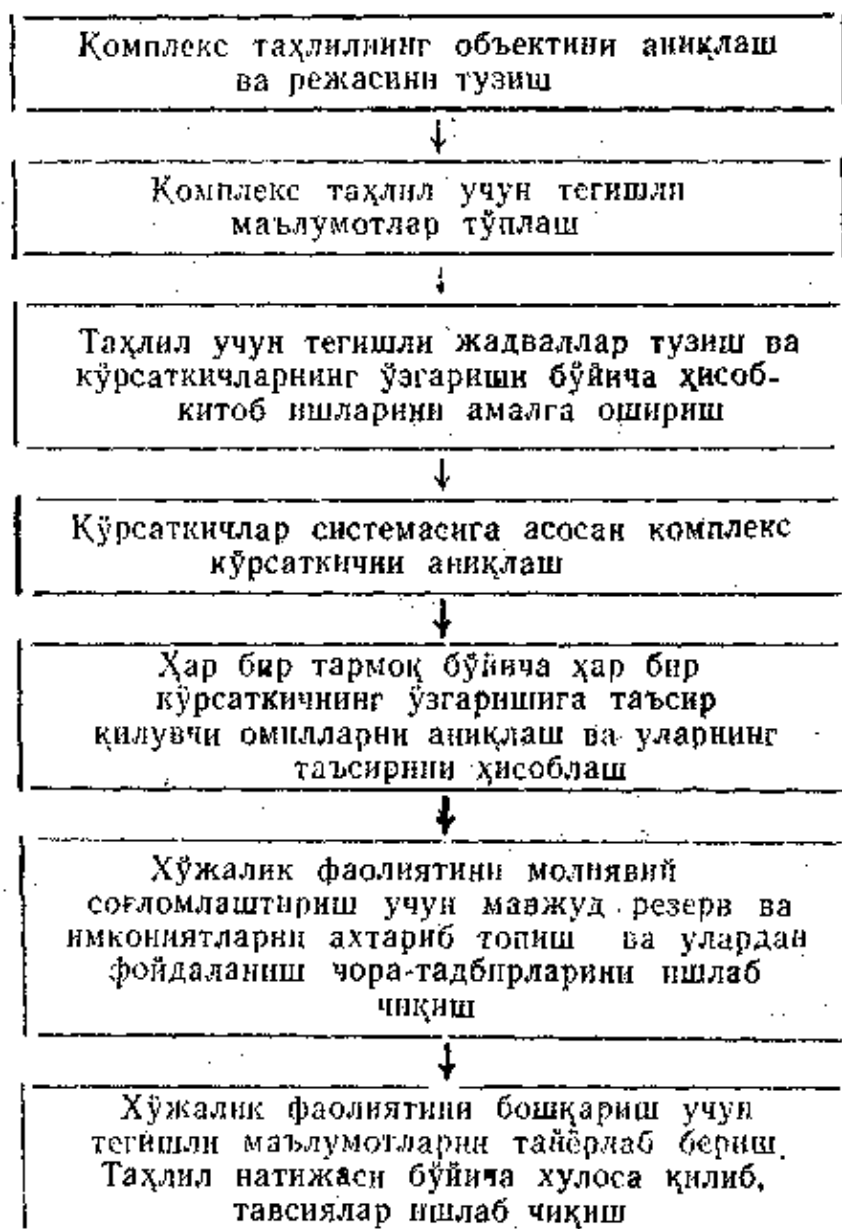 Комплекс таҳлилнинг объектини аниқлаш
ва режасини тузиш
Комплекс таҳлил учун тегишли
маълумотлар тўплаш
Таҳлил учун тегишли жадваллар тузиш ва
кўрсаткичларнинг ўзгариши бўйича ҳисоб-
китоб ишларини амалга ошириш
Кўрсаткичлар системасига асосан комплекс
кўрсаткични аниқлаш
Ҳар бир тармоқ бўйича ҳар бир
кўрсаткичнинг ўзгаришига таъсир
қилувчи омилларни аниқлаш ва уларнинг
таъсирини ҳисоблаш
Хўжалик фаолиятини молиявий
соғломлаштириш учун мавжуд резерв ва
имкониятларни ахтариб топиш ва улардан
фойдаланиш чора-тадбирларини ишлаб
чиқиш
Хўжалик фаолиятини бошқариш учун
тегишли маълумотларни тайёрлаб бериш.
Таҳлил натижаси бўйича хулоса қилиб,
тавсиялар ишлаб чиқиш